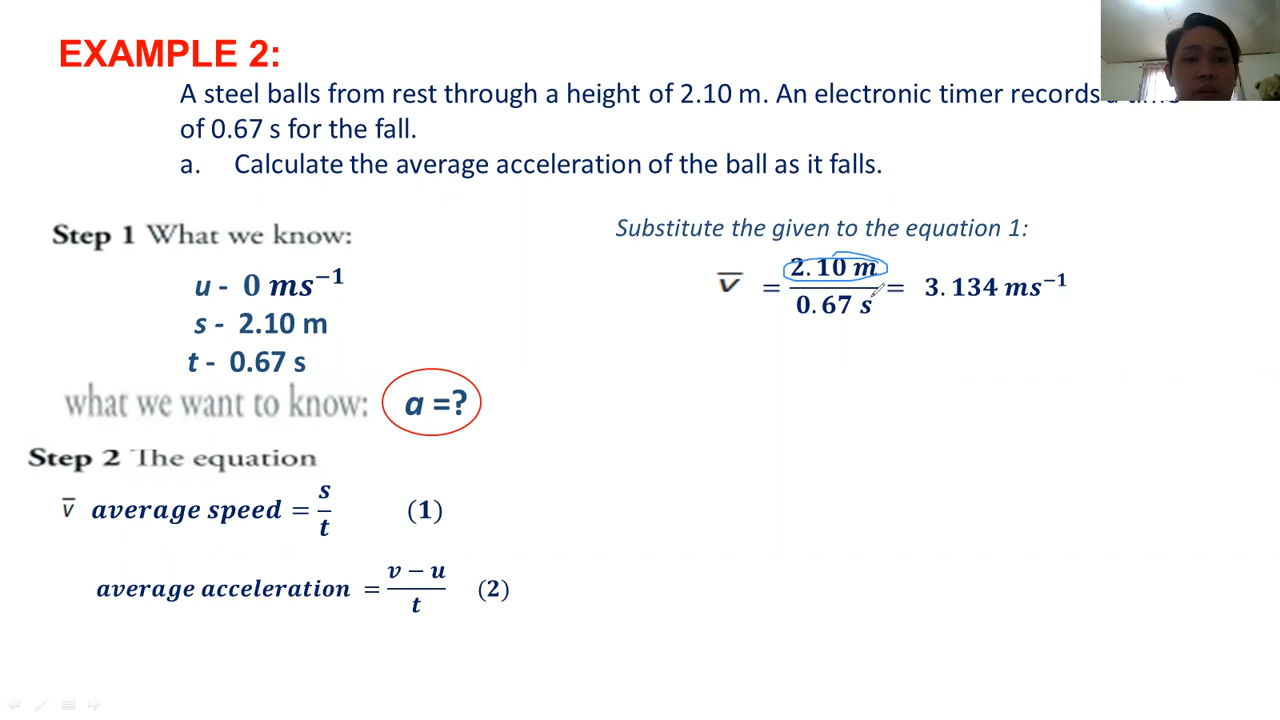 EXAMPLE 2:
A steel balls from rest through a height of 2.10 m. An electronic timer records a time
of 0.67 s for the fall.
a. Calculate the average acceleration of the ball as it falls.
Step 1 What we know:
u - 0 ms⁻¹
s - 2.10 m
t - 0.67 s
what we want to know: a =?
Step 2 The equation
v̅ average speed = s/t (1)
average acceleration = (v − u)/t (2)
Substitute the given to the equation 1:
v̅ = 2.10 m/0.67 s = 3.134 ms⁻¹